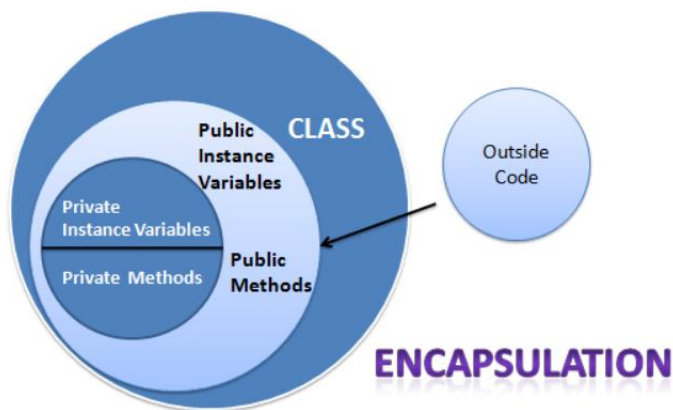 Public
Instance
Variables
CLASS
Outside
Code
Private
Instance Variables
Private Methods
Public
Methods
ENCAPSULATION